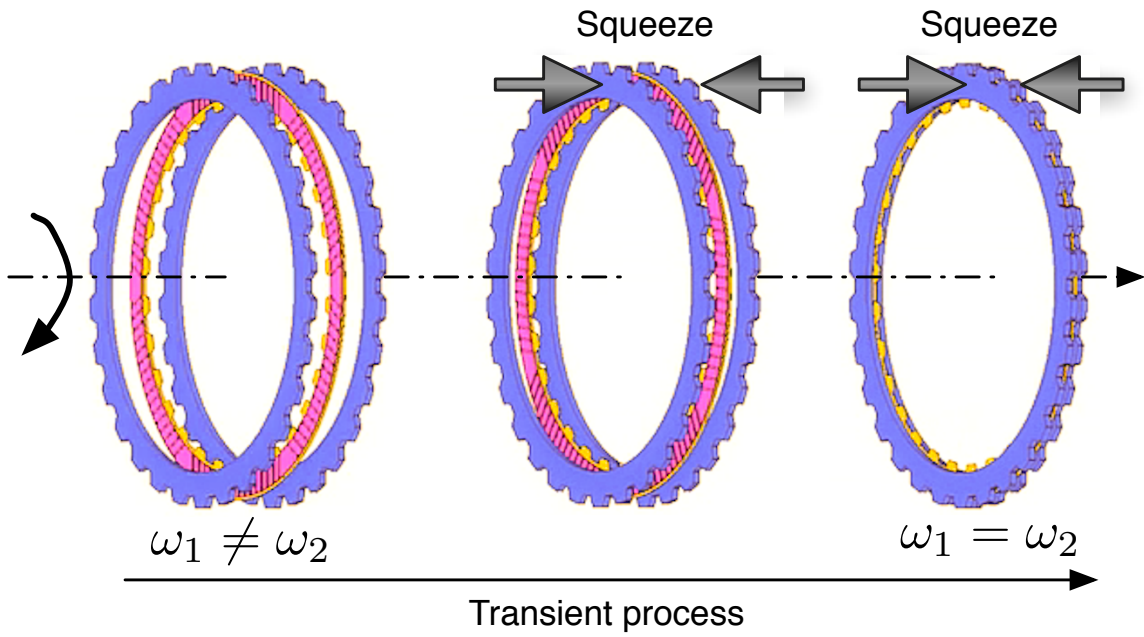 Squeeze
Squeeze
ω₁ ≠ ω₂
ω₁ = ω₂
Transient process